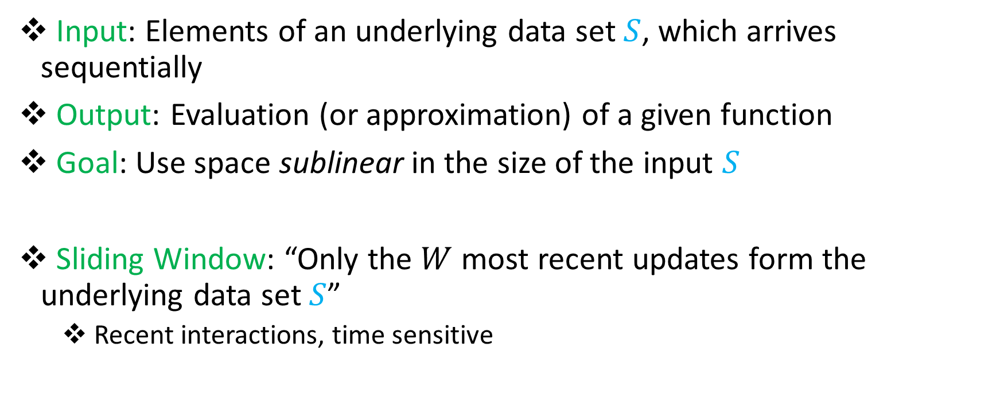 ❖ Input: Elements of an underlying data set S, which arrives
sequentially
❖ Output: Evaluation (or approximation) of a given function
❖ Goal: Use space sublinear in the size of the input S
❖ Sliding Window: “Only the W most recent updates form the
underlying data set S”
❖ Recent interactions, time sensitive